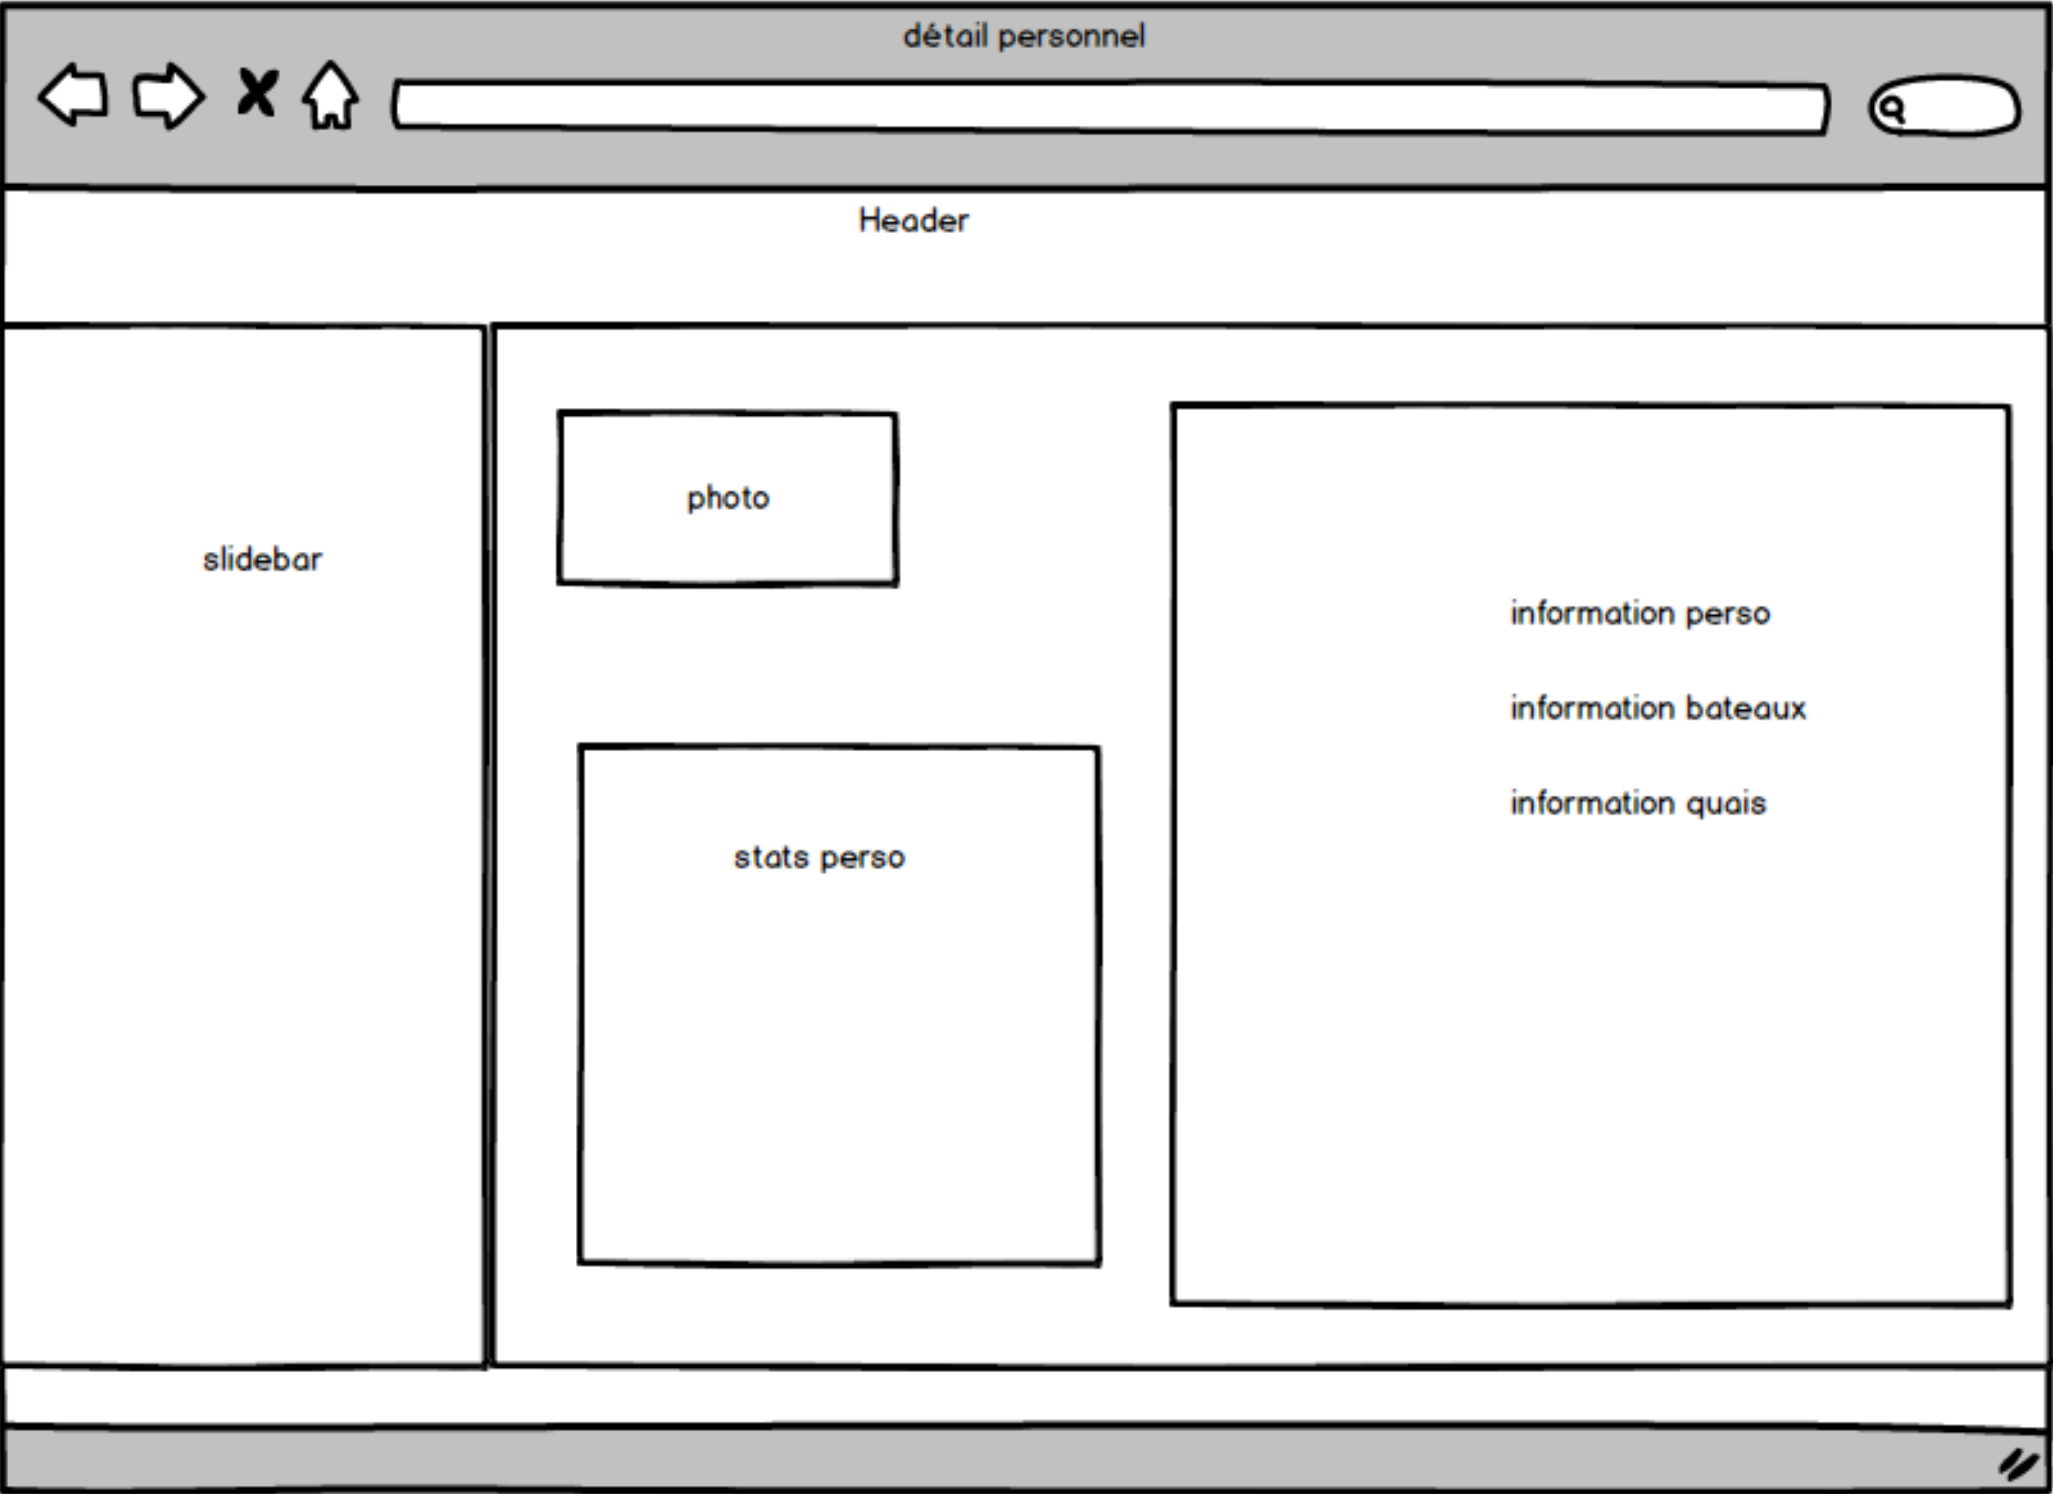 détail personnel
Header
slidebar
photo
stats perso
information perso
information bateaux
information quais